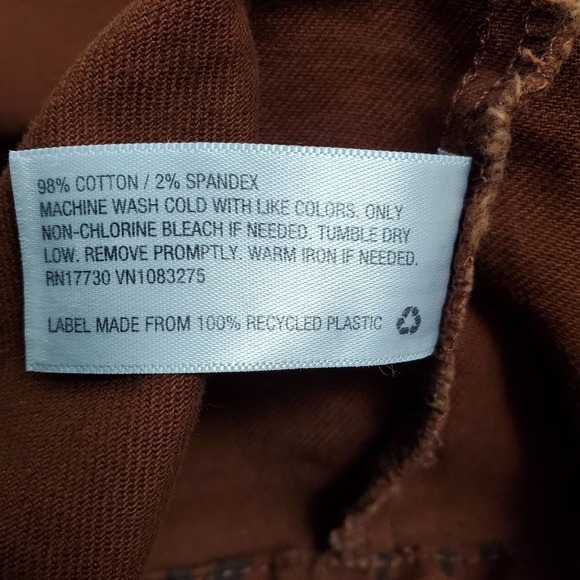 98% COTTON / 2% SPANDEX
MACHINE WASH COLD WITH LIKE COLORS. ONLY
NON-CHLORINE BLEACH IF NEEDED. TUMBLE DRY
LOW. REMOVE PROMPTLY. WARM IRON IF NEEDED.
RN17730 VN1083275
LABEL MADE FROM 100% RECYCLED PLASTIC